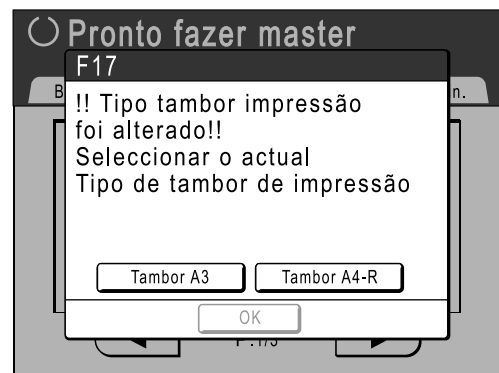 Pronto fazer master
F17
B
n.
!! Tipo tambor impressão
foi alterado!!
Seleccionar o actual
Tipo de tambor de impressão
Tambor A3
Tambor A4-R
OK